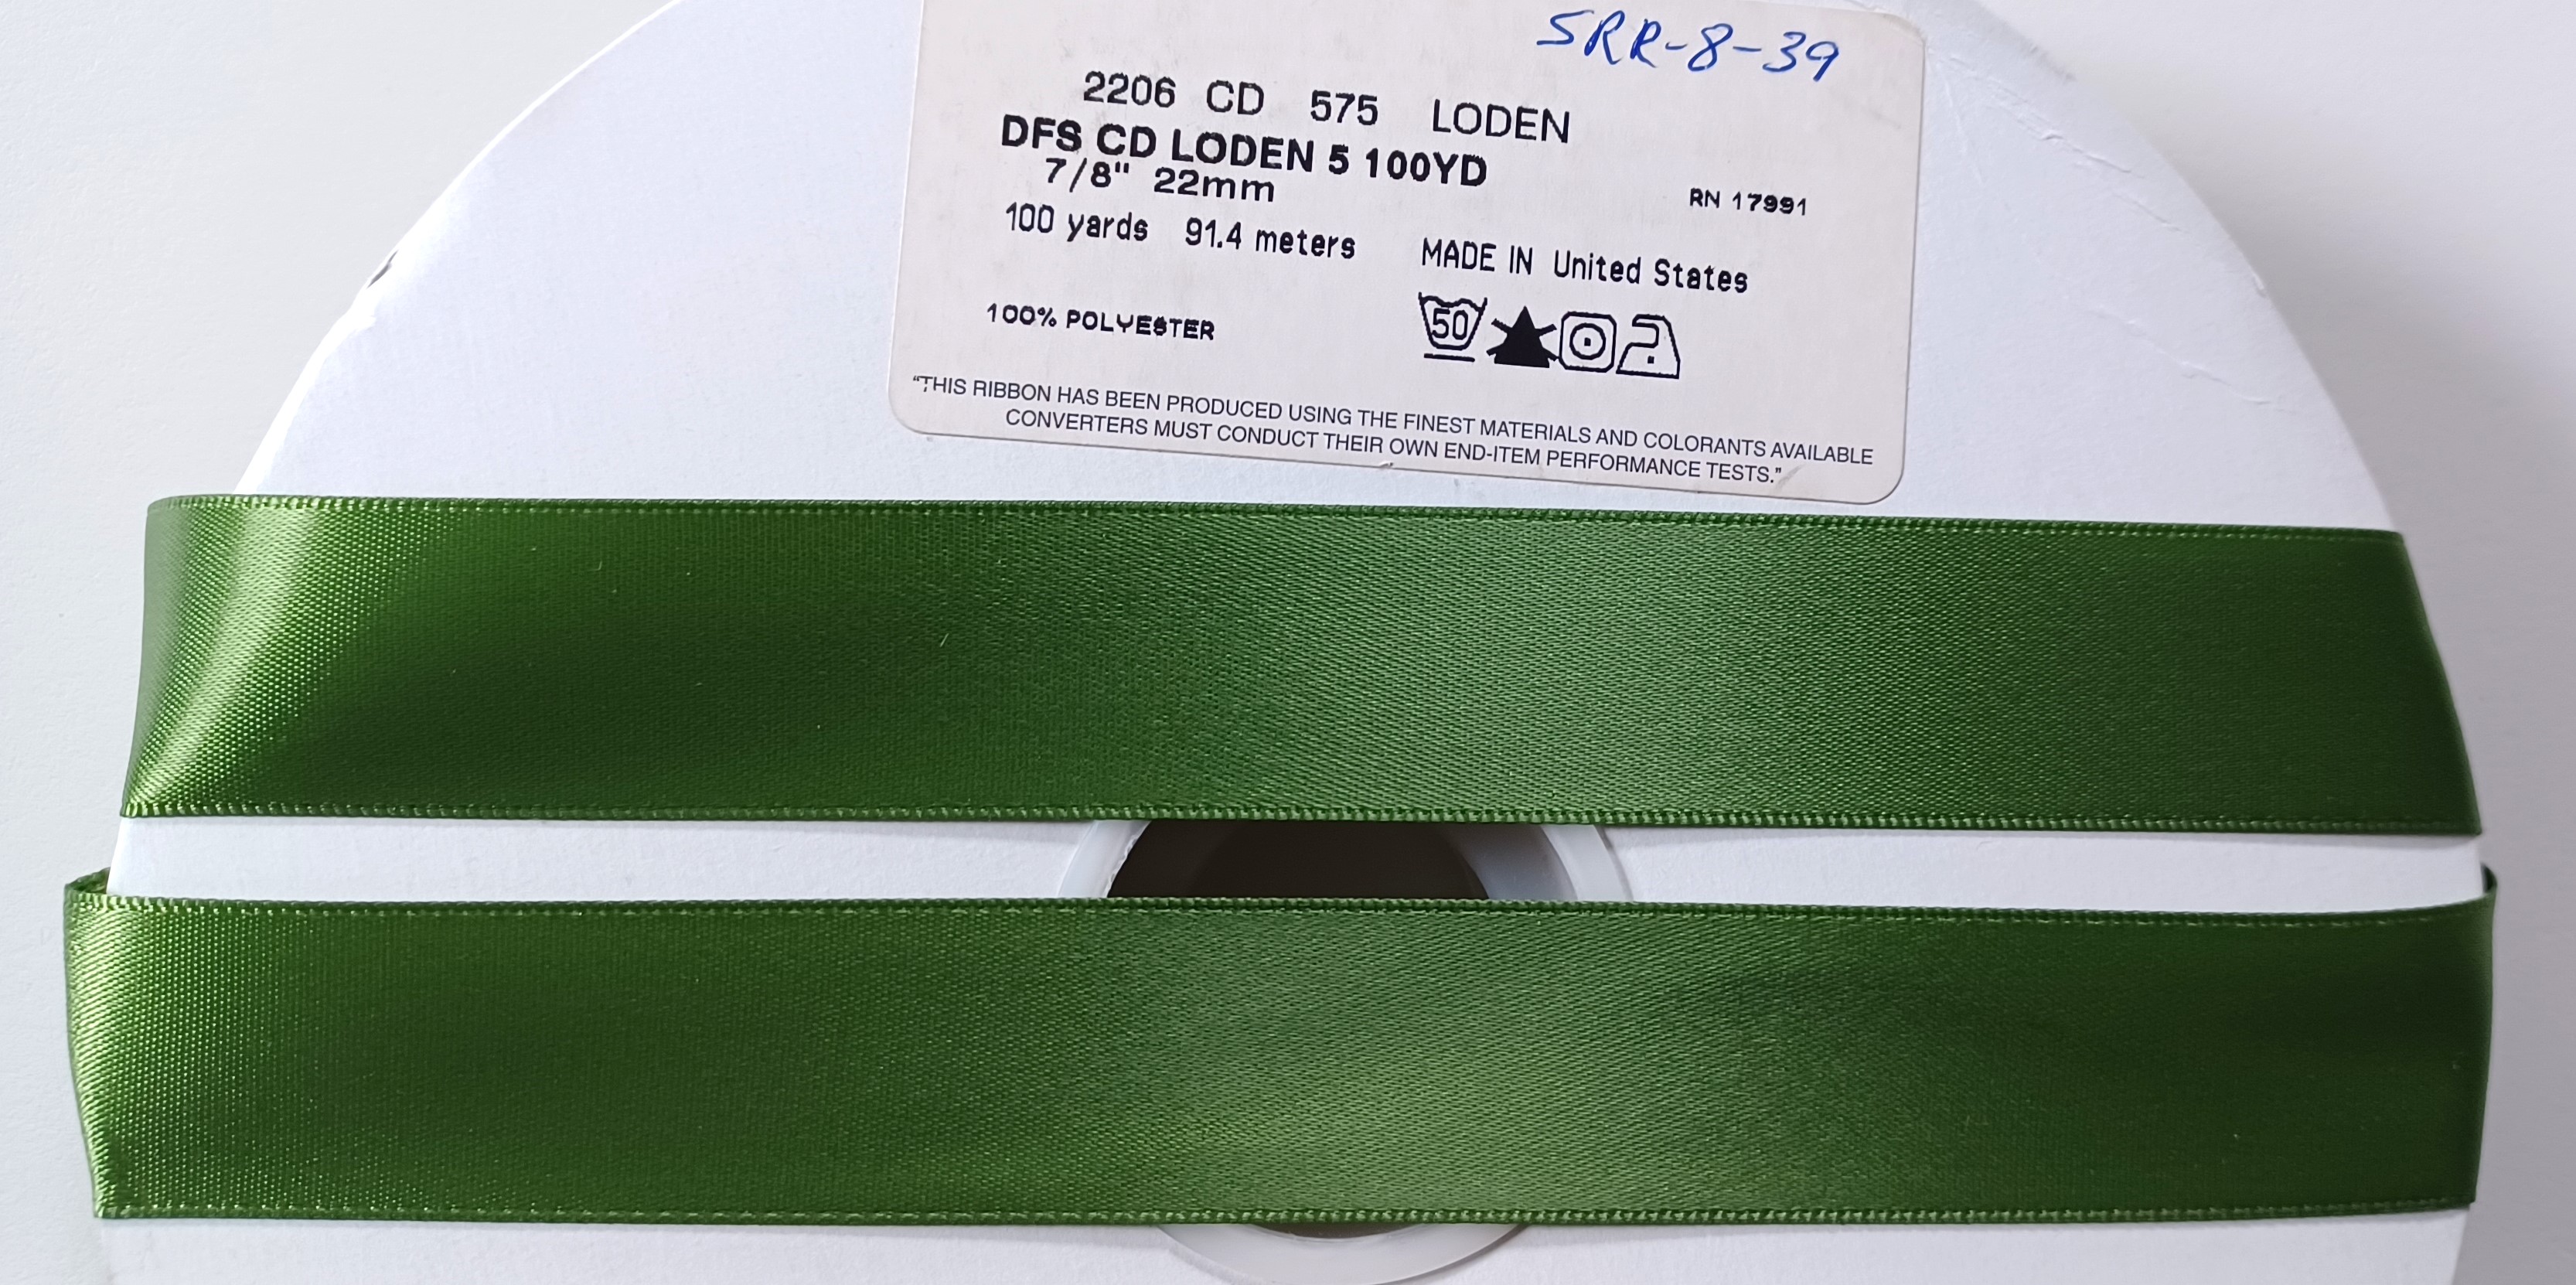 SRR-8-39
2206 CD 575 LODEN
DFS CD LODEN 5 100YD
7/8" 22mm
RN 17991
100 yards 91.4 meters
MADE IN United States
100% POLYESTER
50
“THIS RIBBON HAS BEEN PRODUCED USING THE FINEST MATERIALS AND COLORANTS AVAILABLE
CONVERTERS MUST CONDUCT THEIR OWN END-ITEM PERFORMANCE TESTS.”